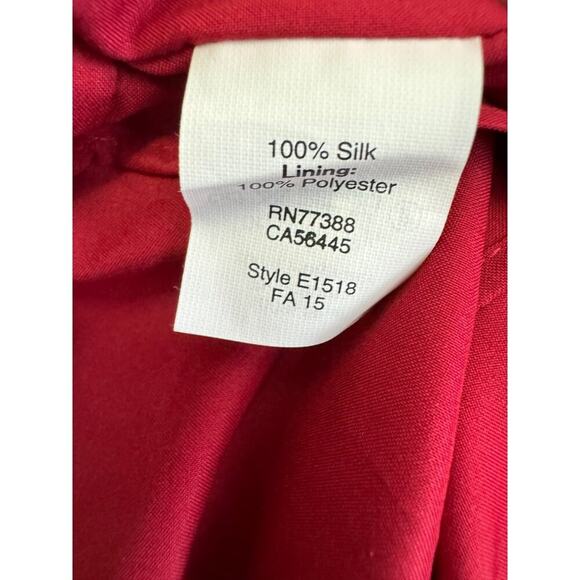 100% Silk
Lining:
100% Polyester
RN77388
CA56445
Style E1518
FA 15